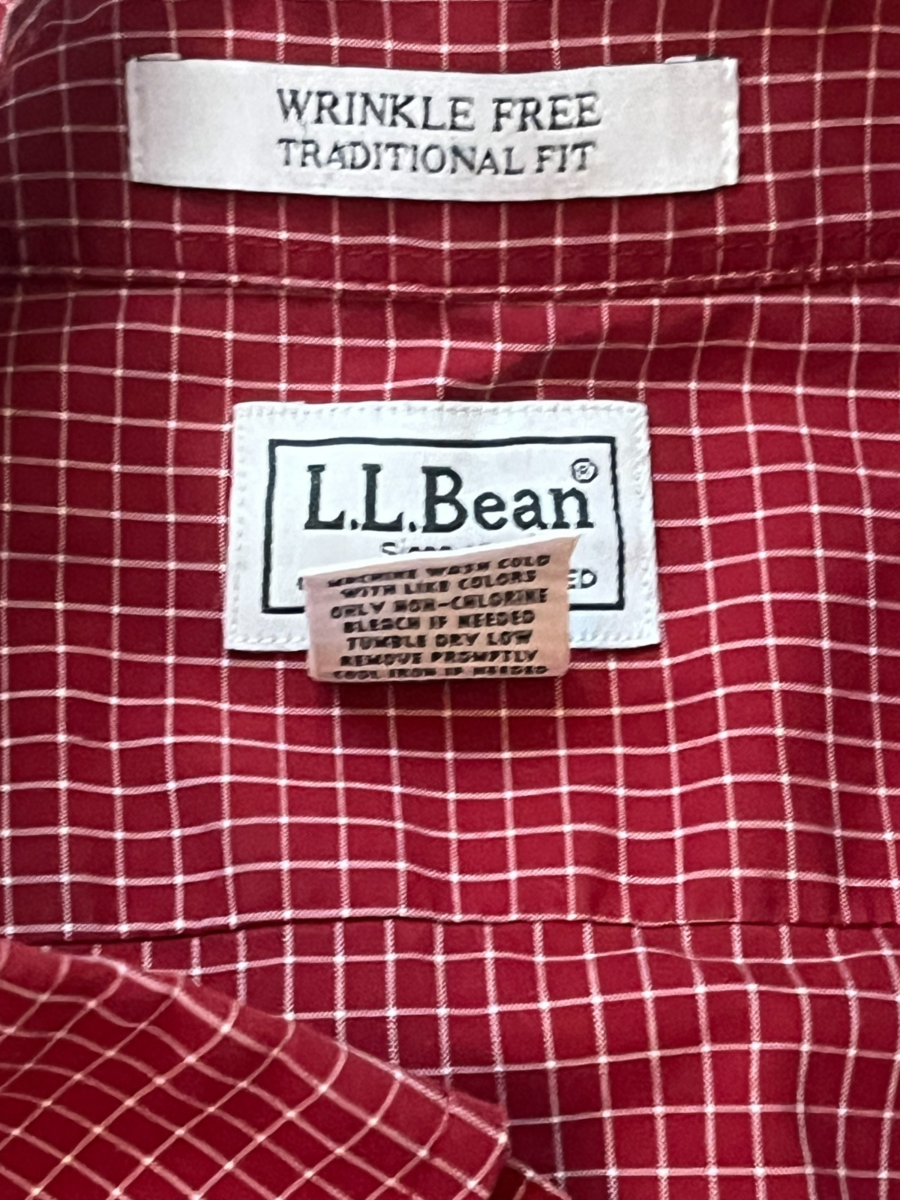 WRINKLE FREE
TRADITIONAL FIT
L.L.Bean®
MACHINE WASH COLD
WITH LIKE COLORS
ONLY NON-CHLORINE
BLEACH IF NEEDED
TUMBLE DRY LOW
REMOVE PROMPTLY
COOL IRON IF NEEDED